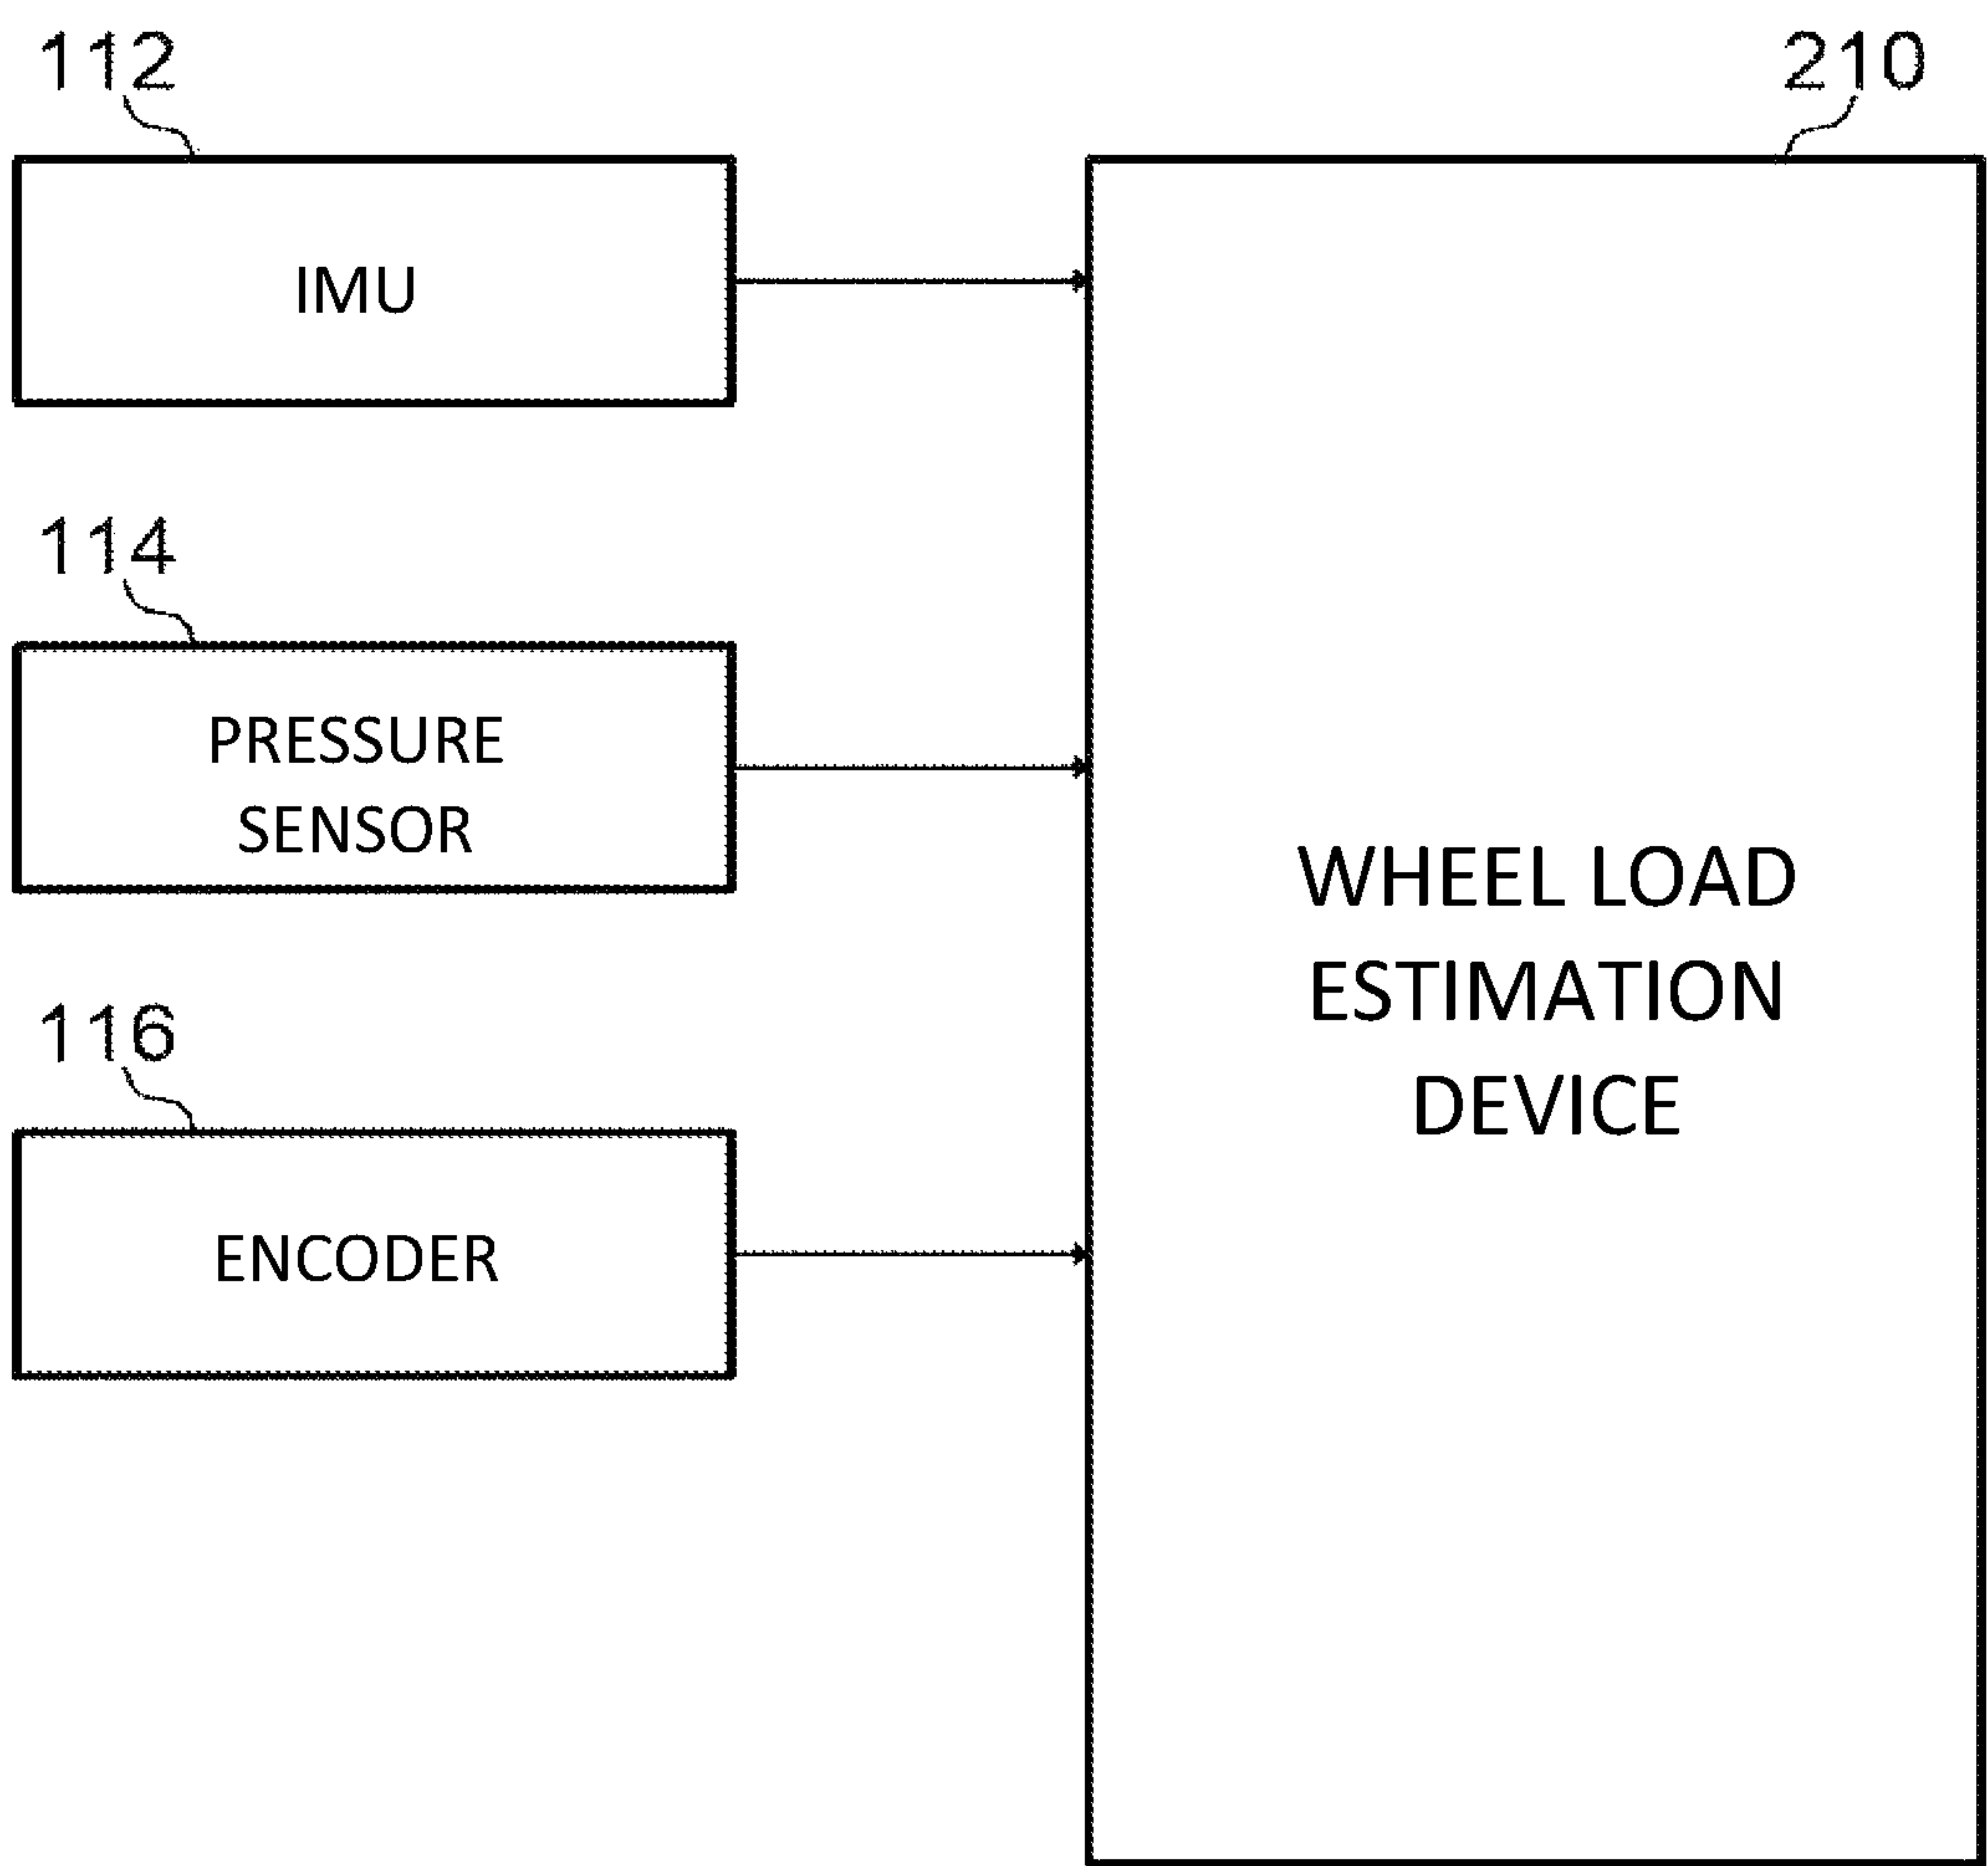 112
210
IMU
114
PRESSURE
SENSOR
WHEEL LOAD
ESTIMATION
DEVICE
116
ENCODER